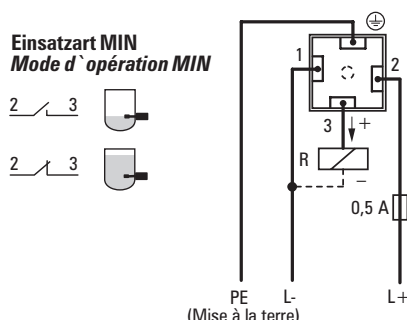 Einsatzart MIN
Mode d`opération MIN
2 3
2 3
1
2
3
+
R
–
0,5 A
PE L- L+
(Mise à la terre)